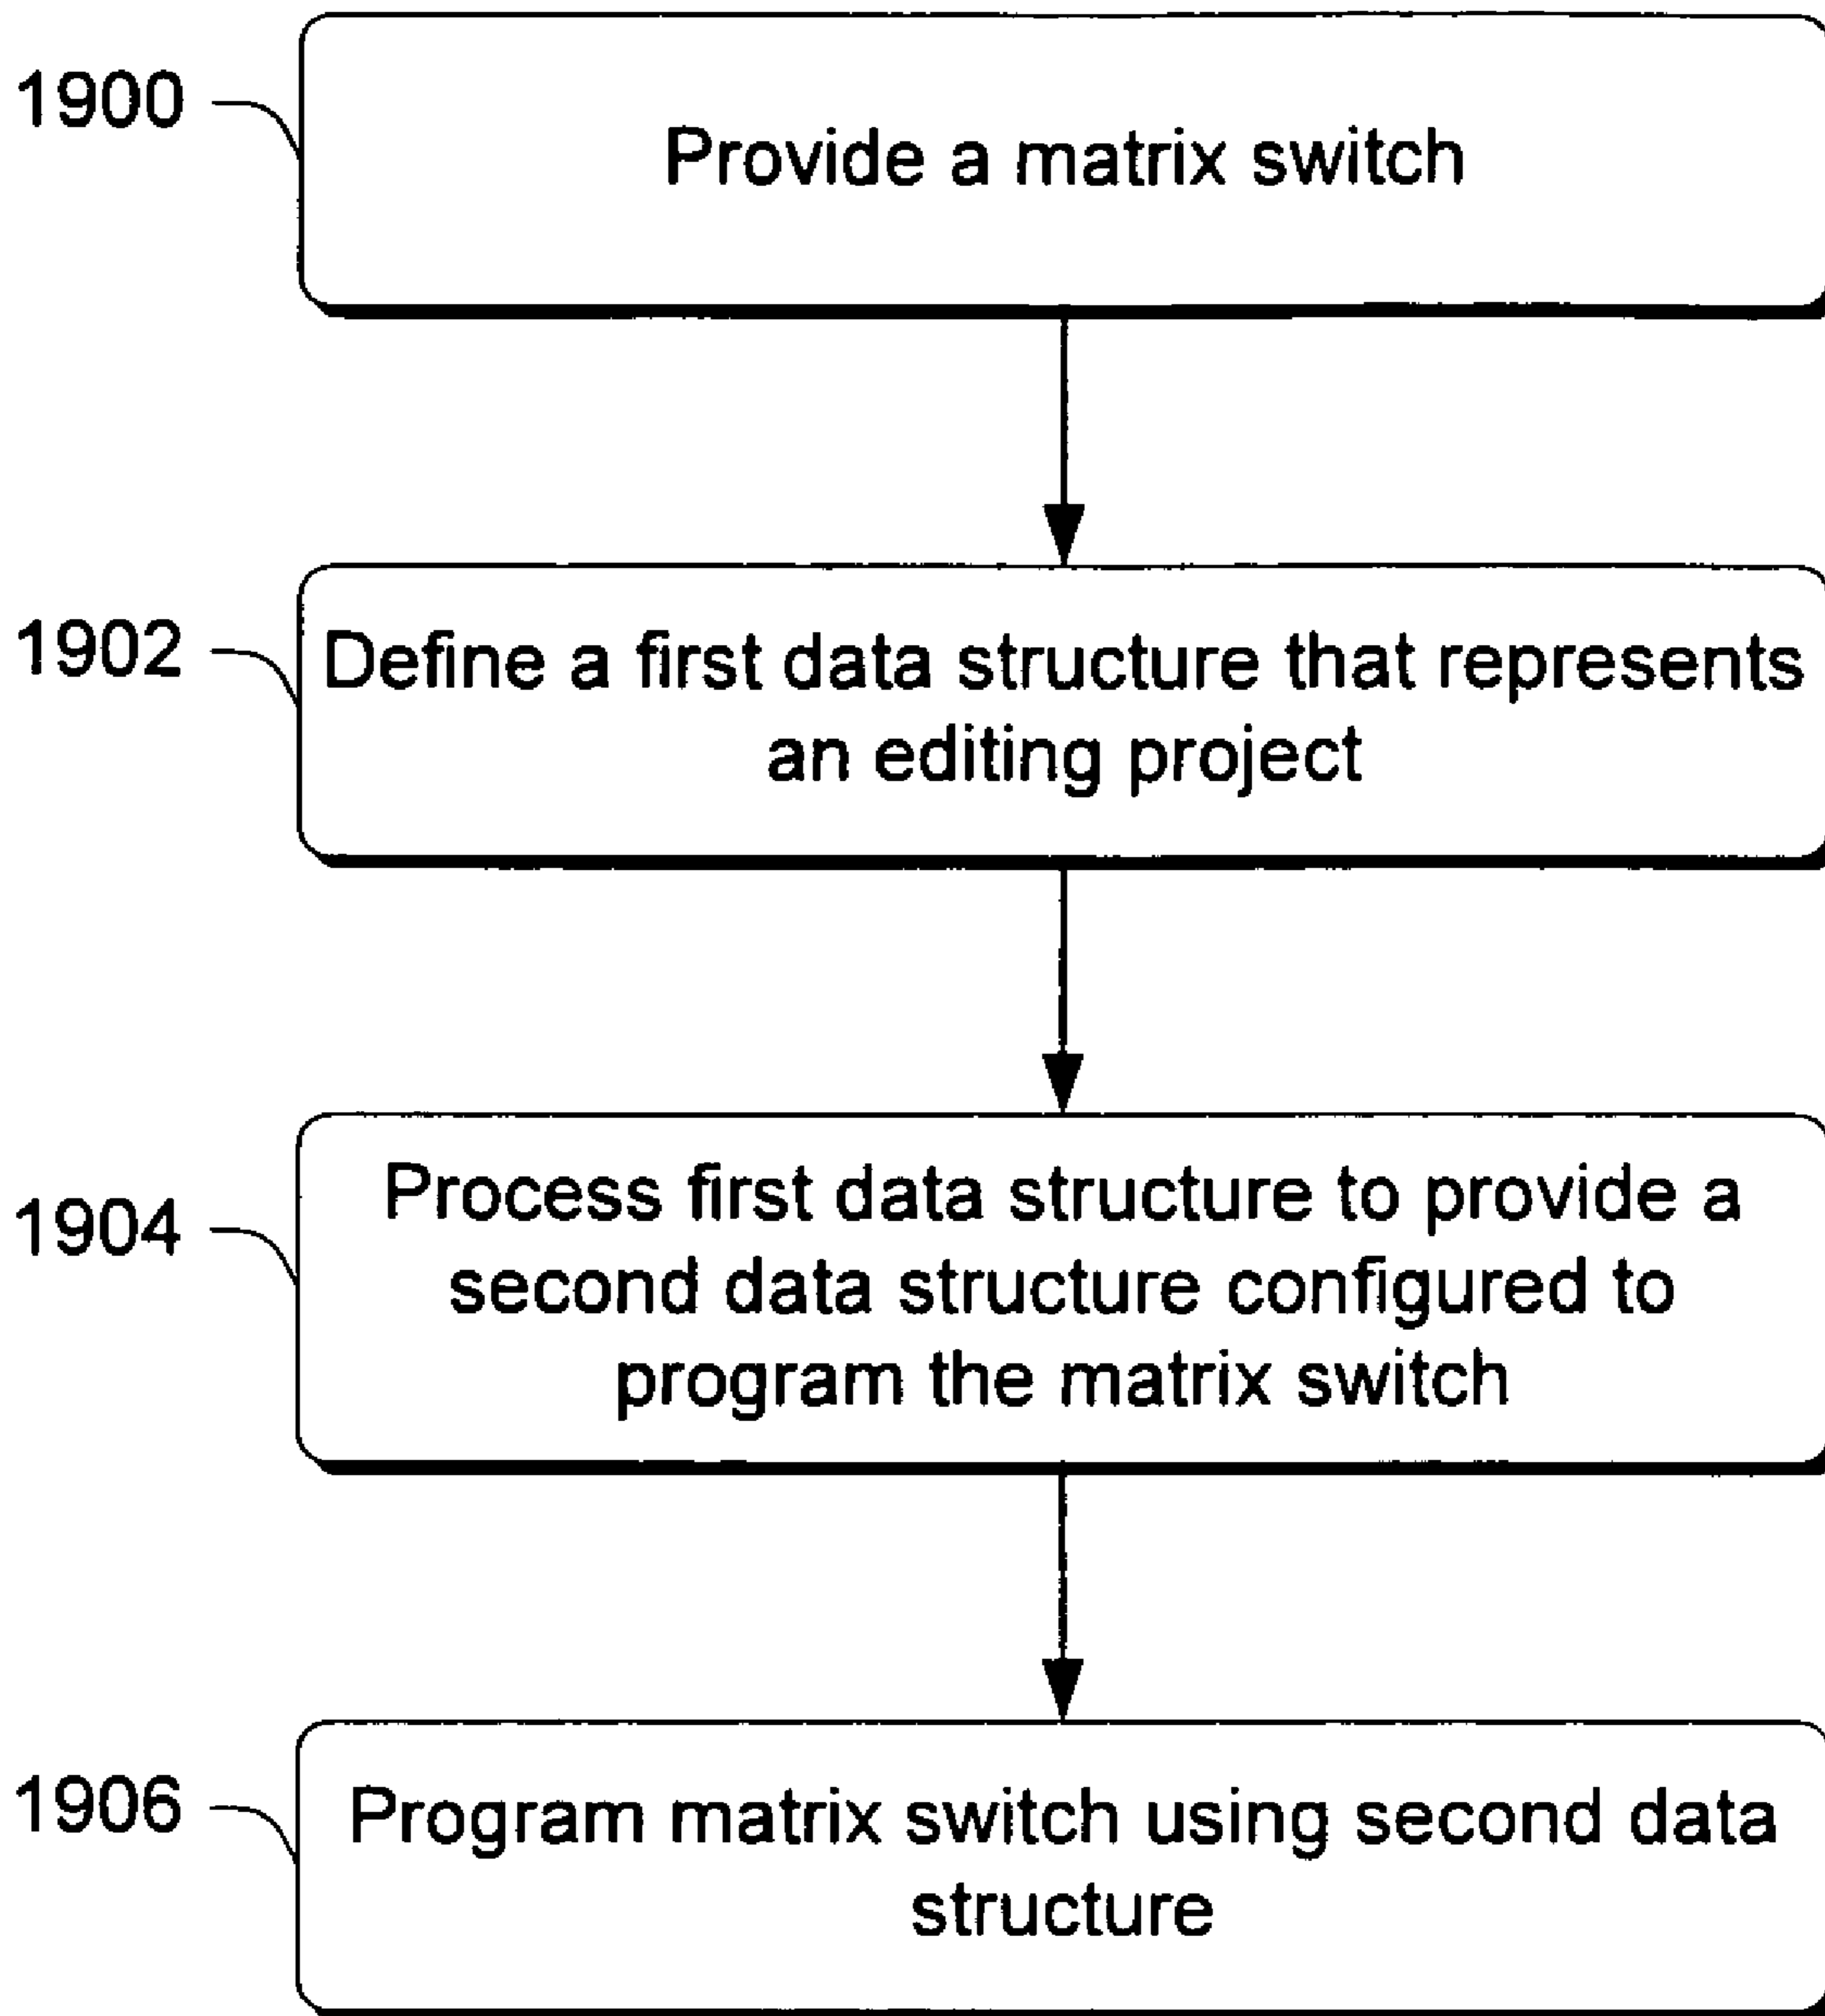 1900
Provide a matrix switch
1902
Define a first data structure that represents
an editing project
1904
Process first data structure to provide a
second data structure configured to
program the matrix switch
1906
Program matrix switch using second data
structure